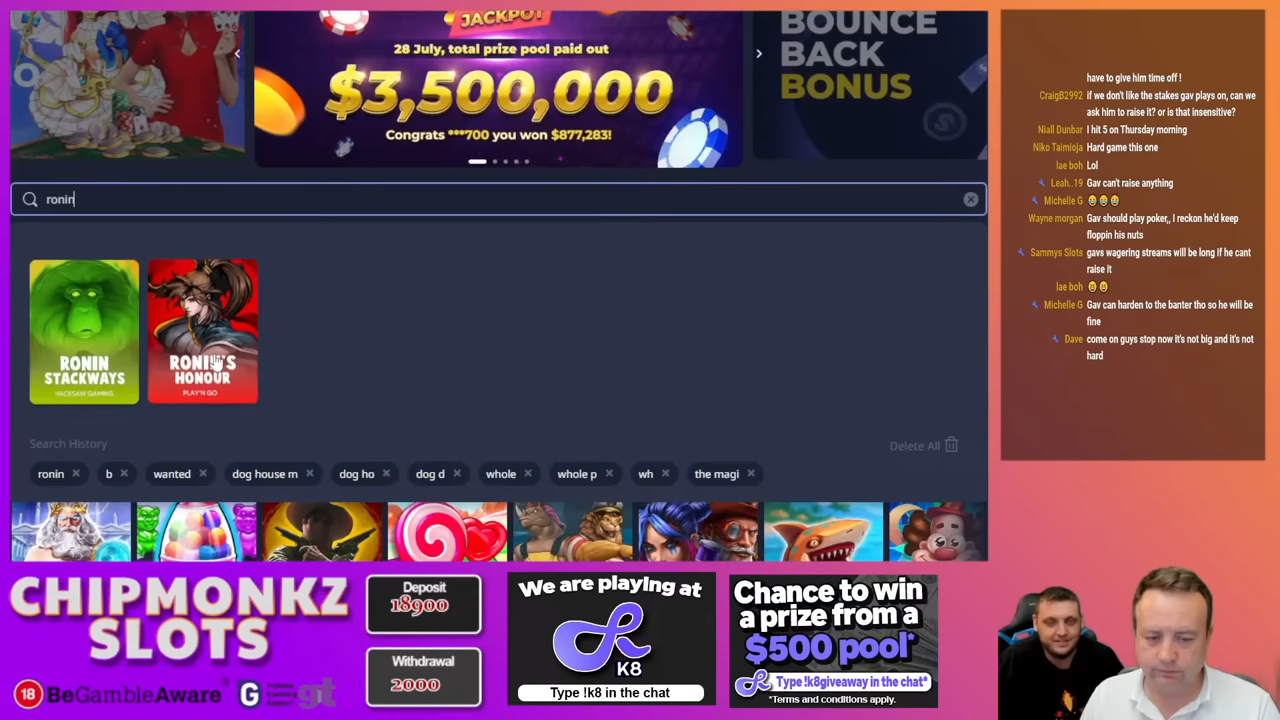 JACKPOT
28 July, total prize pool paid out
$3,500,000
Congrats ***700 you won $877,283!
BOUNCE
BACK
BONUS
ronin
RONIN
STACKWAYS
HACKSAW GAMING
HONOUR
PLAY'N GO
Search History
Delete All
ronin
b
wanted
dog house m
dog ho
dog d
whole
whole p
wh
the magi
have to give him time off !
CraigB2992 if we don't like the stakes gav plays on, can we
ask him to raise it? or is that insensitive?
Niall Dunbar I hit 5 on Thursday morning
Niko Taimioja Hard game this one
lae boh Lol
Leah..19 Gav can't raise anything
Michelle G 😂😂😂
Wayne morgan Gav should play poker,, I reckon he'd keep
floppin his nuts
Sammys Slots gavs wagering streams will be long if he cant
raise it
lae boh
Michelle G Gav can harden to the banter tho so he will be
fine
Dave come on guys stop now it's not big and it's not
hard
CHIPMONKZ
SLOTS
18 BeGambleAware
Deposit
18900
Withdrawal
2000
We are playing at
K8
Type !k8 in the chat
Chance to win
a prize from a
$500 pool*
Type !k8giveaway in the chat*
*Terms and conditions apply.